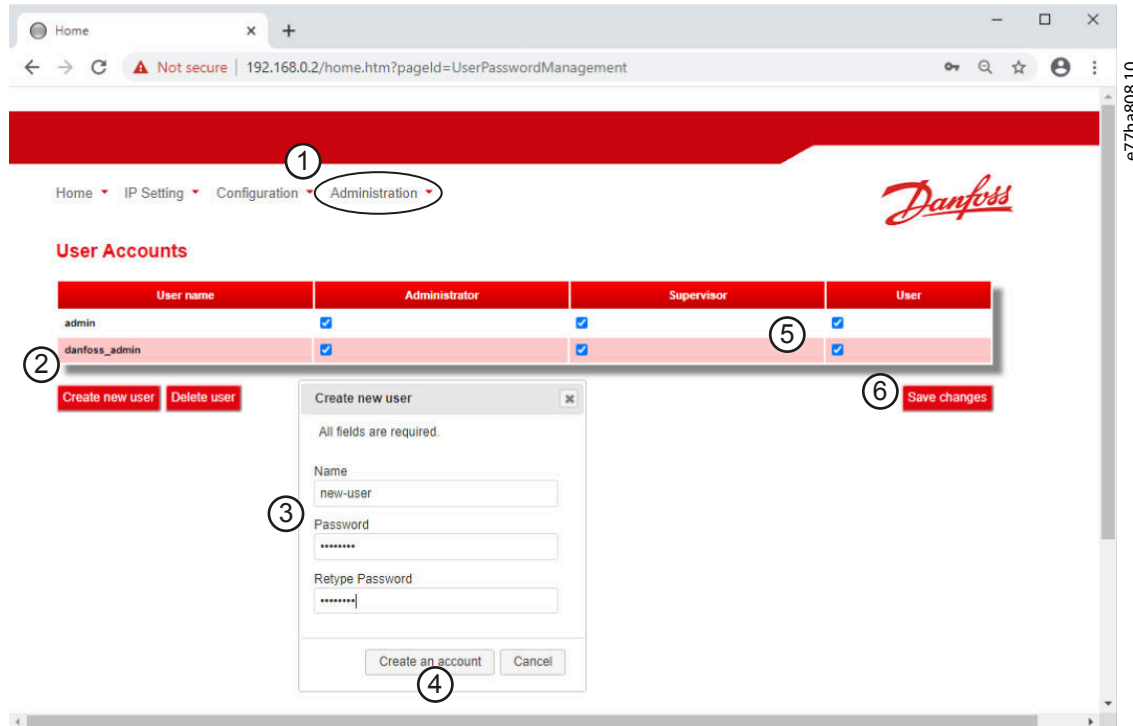 Home
Not secure | 192.168.0.2/home.htm?pageId=UserPasswordManagement
e77ha808.10
1
Home IP Setting Configuration Administration
Danfoss
User Accounts
User name Administrator Supervisor User
admin
5
danfoss_admin
2
Create new user Delete user
6
Save changes
Create new user
All fields are required.
Name
new-user
3
Password
••••••••
Retype Password
••••••••
Create an account Cancel
4